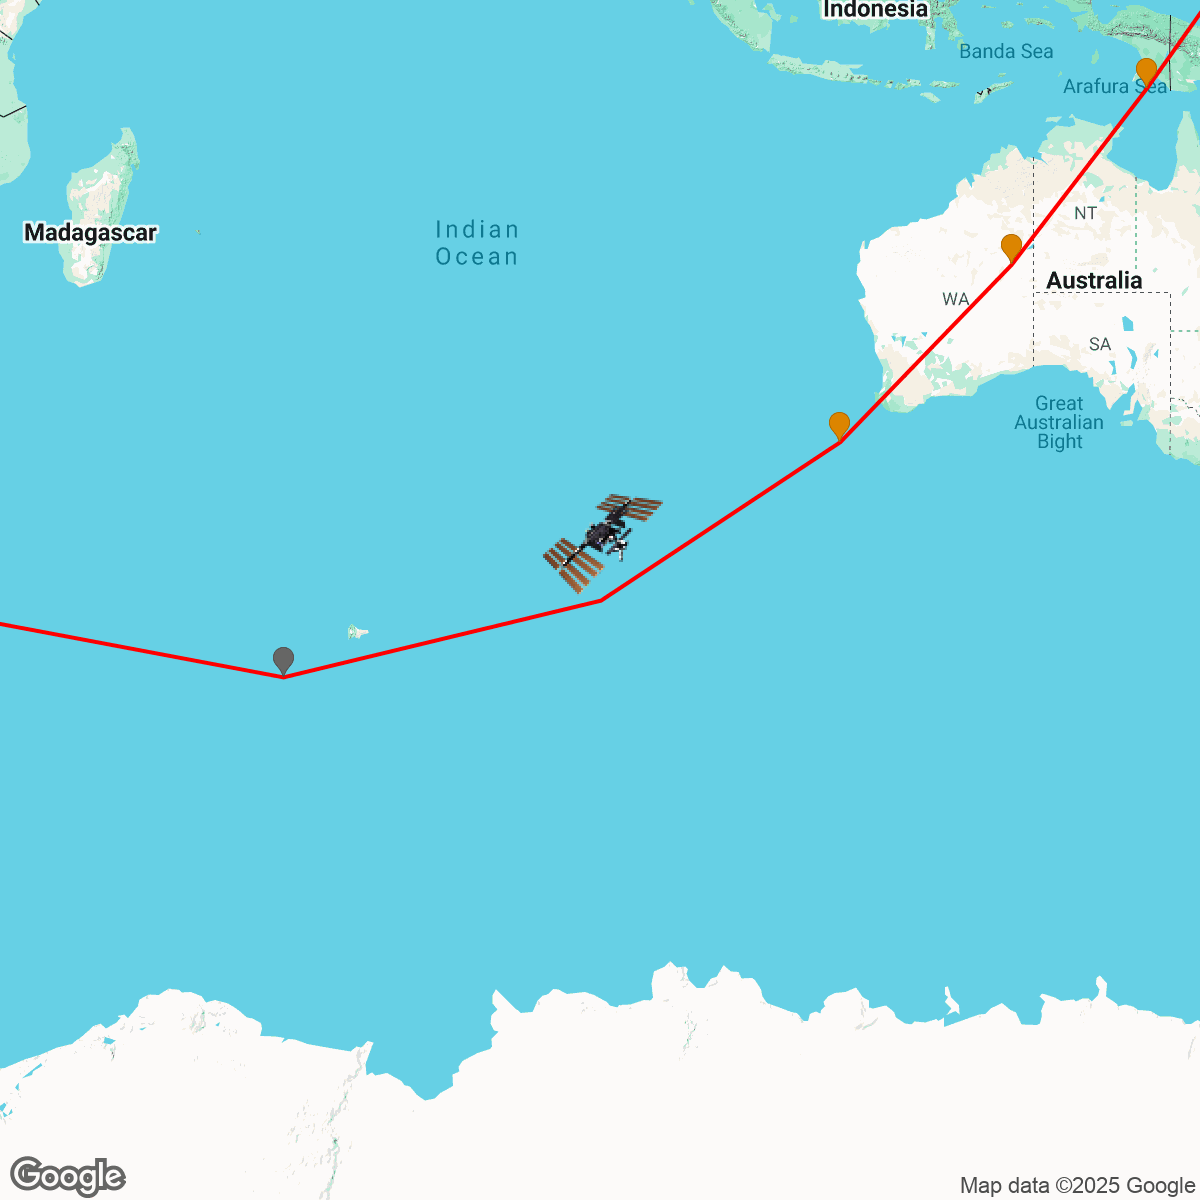 Indonesia
Banda Sea
Arafura Sea
Madagascar
Indian
Ocean
NT
Australia
WA
SA
Great
Australian
Bight
Google
Map data ©2025 Google